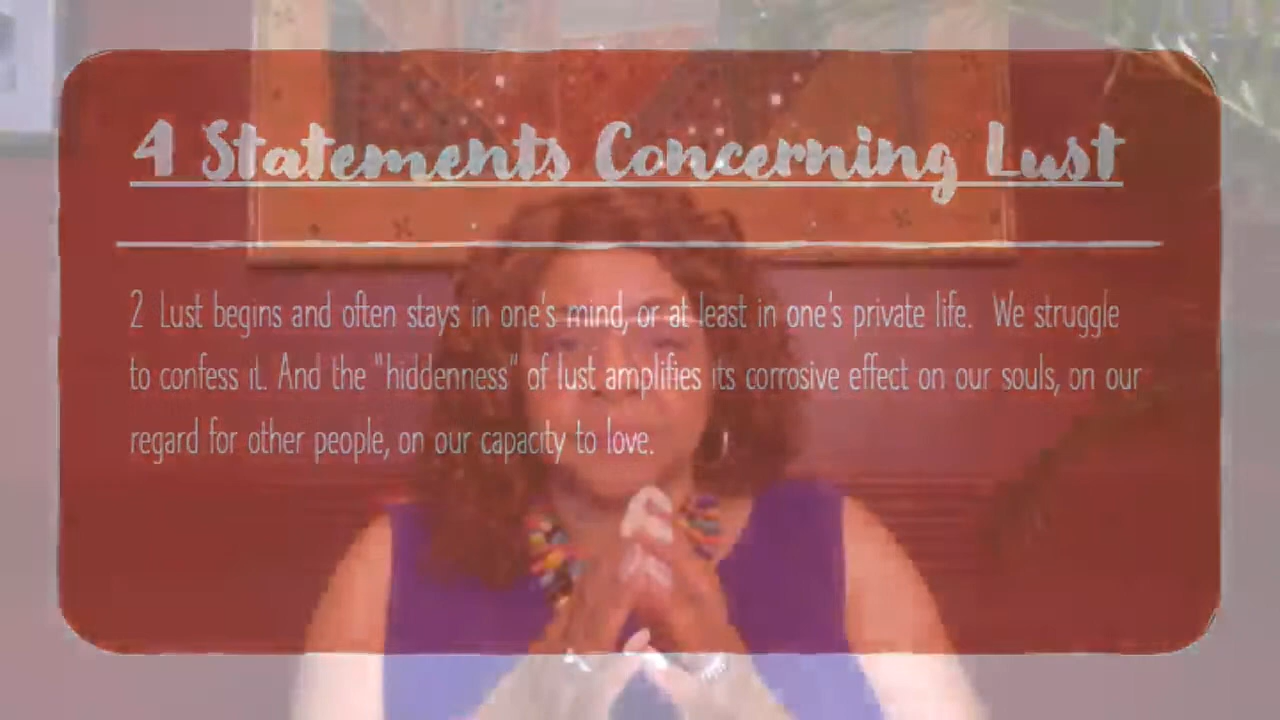 4 Statements Concerning Lust
2 Lust begins and often stays in one's mind, or at least in one's private life. We struggle
to confess it. And the "hiddenness" of lust amplifies its corrosive effect on our souls, on our
regard for other people, on our capacity to love.